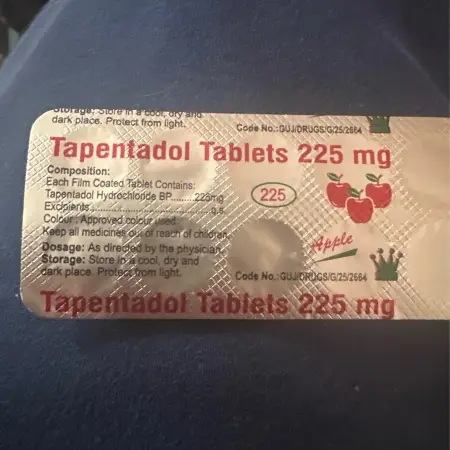 Storage: Store in a cool, dry and
dark place. Protect from light.
Code No.:GUJ/DRUGS/G/25/2664
Tapentadol Tablets 225 mg
Composition:
Each Film Coated Tablet Contains:
Tapentadol Hydrochloride BP.........225mg
Excipients..................................q.s.
Colour :Approved colour used.
Keep all medicines out of reach of children.
Dosage: As directed by the physician.
Storage: Store in a cool, dry and
dark place. Protect from light.
225
Apple
Code No.:GUJ/DRUGS/G/25/2664
Tapentadol Tablets 225 mg